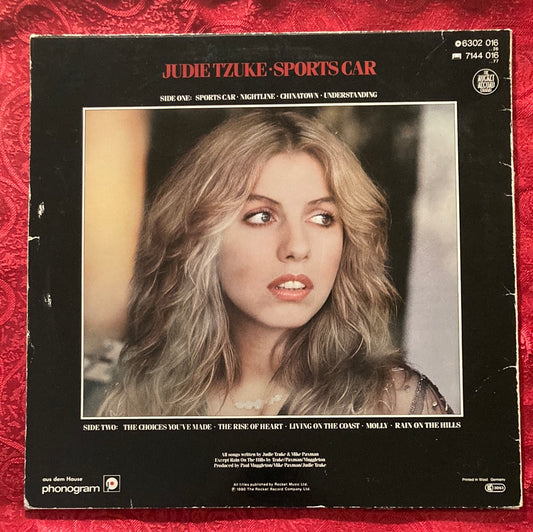 6302 016
JUDIE TZUKE · SPORTS CAR
7144 016
SIDE ONE: SPORTS CAR · NIGHTLINE · CHINATOWN · UNDERSTANDING
THE
ROCKET
RECORD
COMPANY
SIDE TWO: THE CHOICES YOU'VE MADE · THE RISE OF HEART · LIVING ON THE COAST · MOLLY · RAIN ON THE HILLS
All songs written by Judie Tzuke & Mike Paxman
Except Rain On The Hills by Tzuke/Paxman/Muggleton
Produced by Paul Muggleton/Mike Paxman/Judie Tzuke
aus dem Hause
phonogram
All titles published by Rocket Music Ltd.
℗ 1980 The Rocket Record Company Ltd.
Printed in West Germany